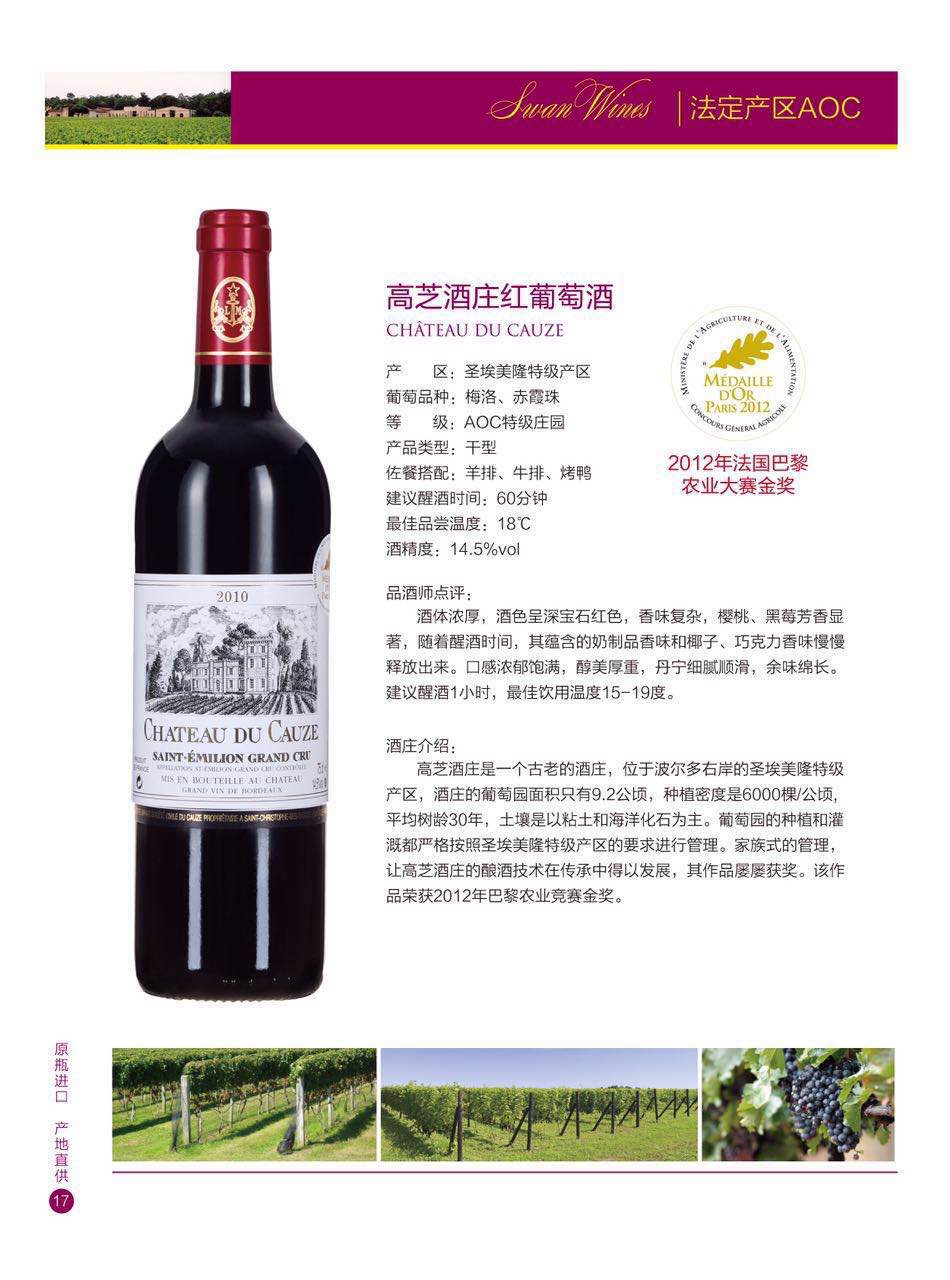 Swan Wines
法定产区AOC
高芝酒庄红葡萄酒
CHÂTEAU DU CAUZE
产 区：圣埃美隆特级产区
葡萄品种：梅洛、赤霞珠
等 级：AOC特级庄园
产品类型：干型
佐餐搭配：羊排、牛排、烤鸭
建议醒酒时间：60分钟
最佳品尝温度：18℃
酒精度：14.5%vol
MINISTÈRE DE L'AGRICULTURE ET DE L'ALIMENTATION
MÉDAILLE
D'OR
PARIS 2012
CONCOURS GÉNÉRAL AGRICOLE
2012年法国巴黎
农业大赛金奖
品酒师点评：
酒体浓厚，酒色呈深宝石红色，香味复杂，樱桃、黑莓芳香显
著，随着醒酒时间，其蕴含的奶制品香味和椰子、巧克力香味慢慢
释放出来。口感浓郁饱满，醇美厚重，丹宁细腻顺滑，余味绵长。
建议醒酒1小时，最佳饮用温度15-19度。
酒庄介绍：
高芝酒庄是一个古老的酒庄，位于波尔多右岸的圣埃美隆特级
产区，酒庄的葡萄园面积只有9.2公顷，种植密度是6000棵/公顷，
平均树龄30年，土壤是以粘土和海洋化石为主。葡萄园的种植和灌
溉都严格按照圣埃美隆特级产区的要求进行管理。家族式的管理，
让高芝酒庄的酿酒技术在传承中得以发展，其作品屡屡获奖。该作
品荣获2012年巴黎农业竞赛金奖。
2010
CHATEAU DU CAUZE
SAINT-ÉMILION GRAND CRU
APPELLATION ST-ÉMILION GRAND CRU CONTRÔLÉE
MIS EN BOUTEILLE AU CHATEAU
GRAND VIN DE BORDEAUX
原瓶进口 产地直供
17